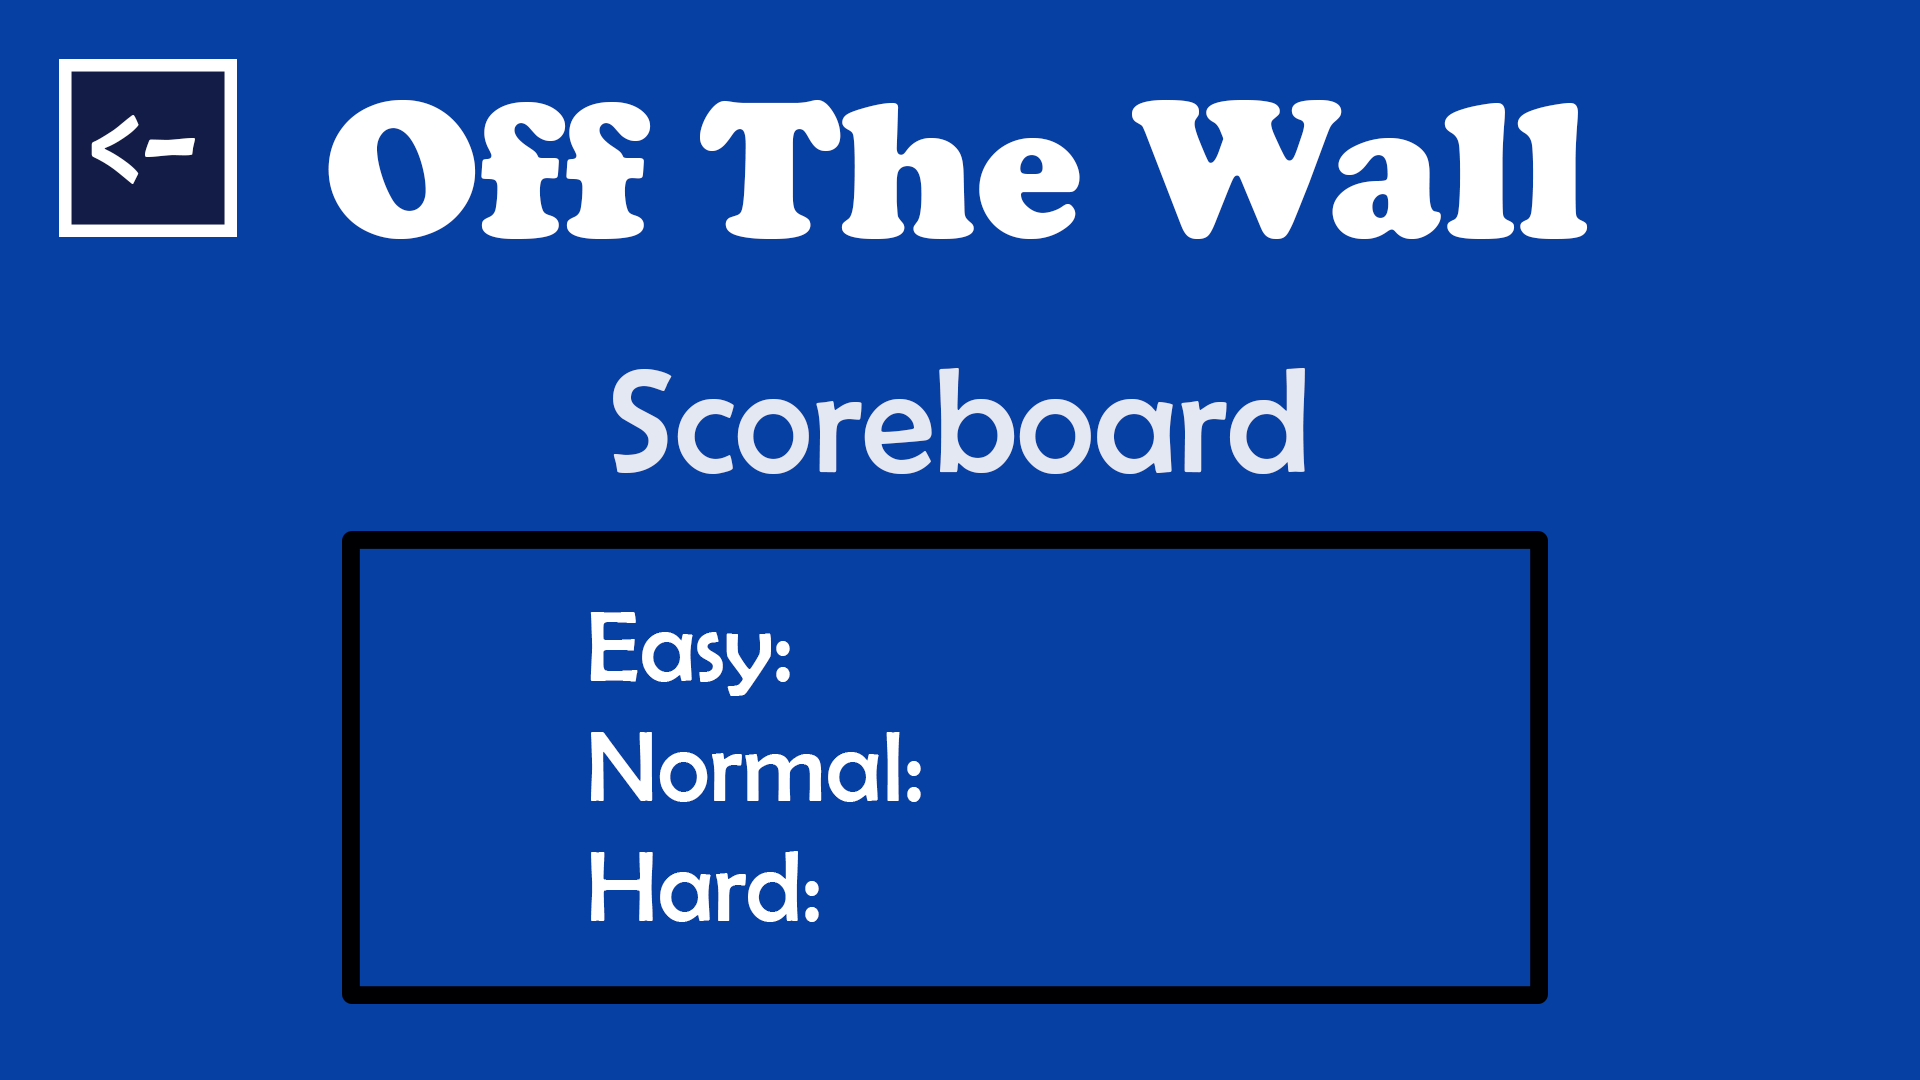 <-
Off The Wall
Scoreboard
Easy:
Normal:
Hard: